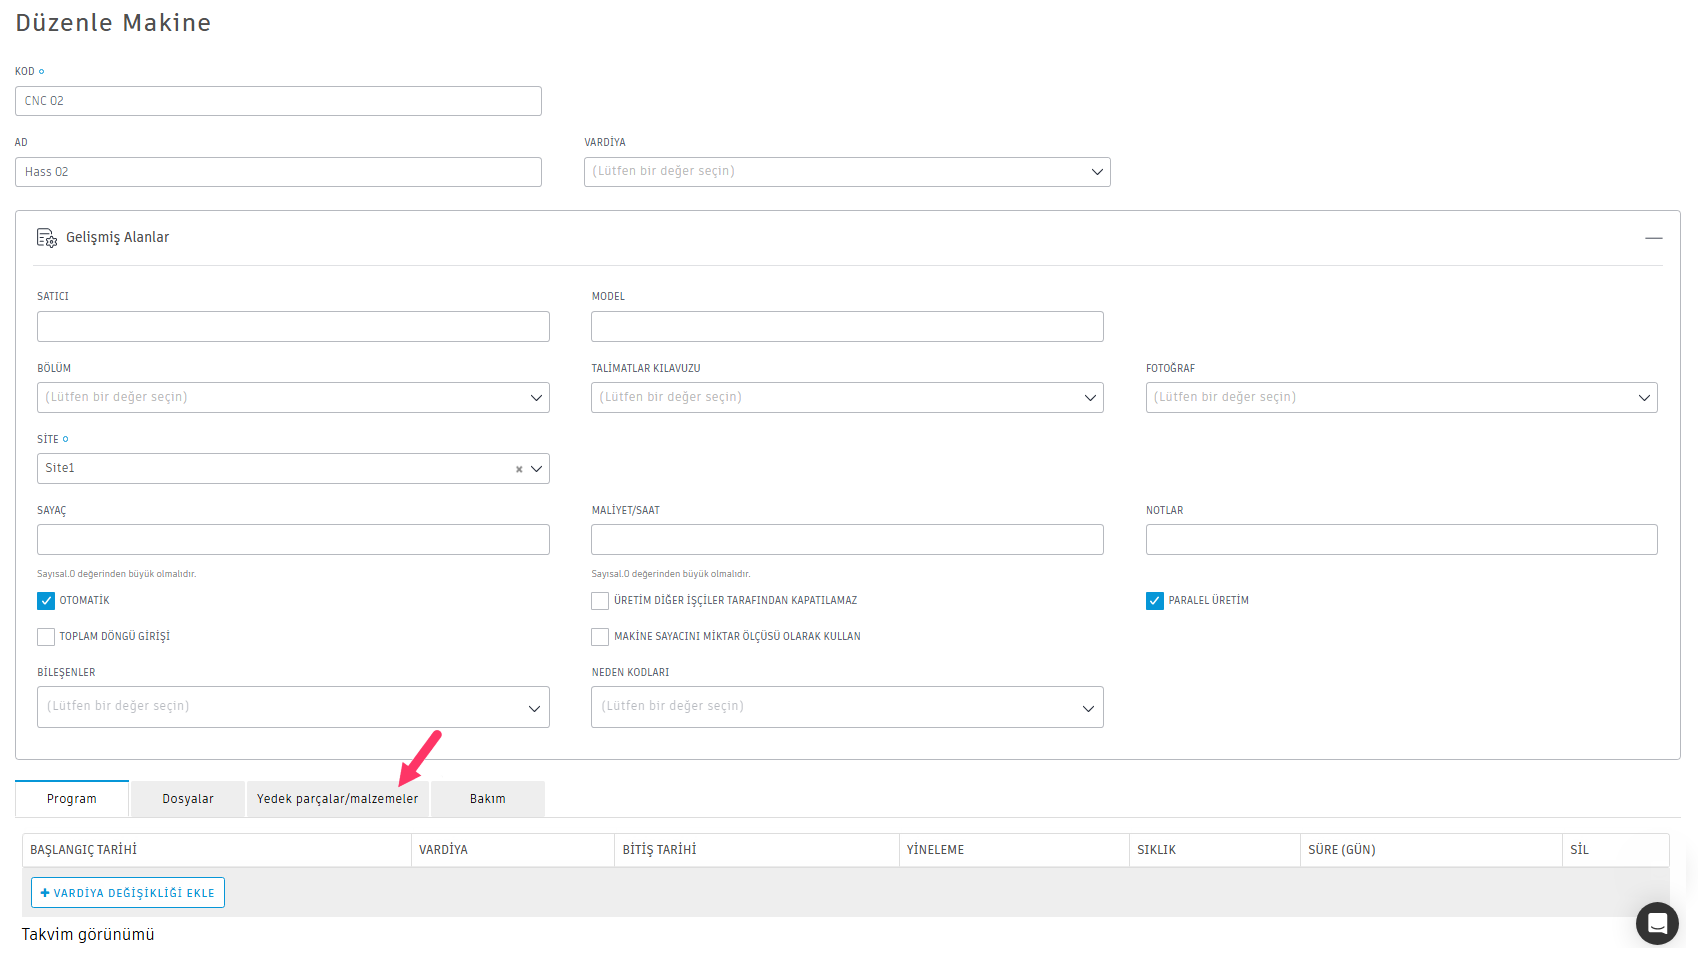 Düzenle Makine
KOD
CNC 02
AD
VARDİYA
Hass 02
(Lütfen bir değer seçin)
Gelişmiş Alanlar
SATICI
MODEL
BÖLÜM
TALİMATLAR KILAVUZU
FOTOĞRAF
(Lütfen bir değer seçin)
(Lütfen bir değer seçin)
(Lütfen bir değer seçin)
SİTE
Site1
SAYAÇ
MALİYET/SAAT
NOTLAR
Sayısal.0 değerinden büyük olmalıdır.
Sayısal.0 değerinden büyük olmalıdır.
OTOMATİK
ÜRETİM DİĞER İŞÇİLER TARAFINDAN KAPATILAMAZ
PARALEL ÜRETİM
TOPLAM DÖNGÜ GİRİŞİ
MAKİNE SAYACINI MİKTAR ÖLÇÜSÜ OLARAK KULLAN
BİLEŞENLER
NEDEN KODLARI
(Lütfen bir değer seçin)
(Lütfen bir değer seçin)
Program
Dosyalar
Yedek parçalar/malzemeler
Bakım
BAŞLANGIÇ TARİHİ
VARDİYA
BİTİŞ TARİHİ
YİNELEME
SIKLIK
SÜRE (GÜN)
SİL
+ VARDİYA DEĞİŞİKLİĞİ EKLE
Takvim görünümü